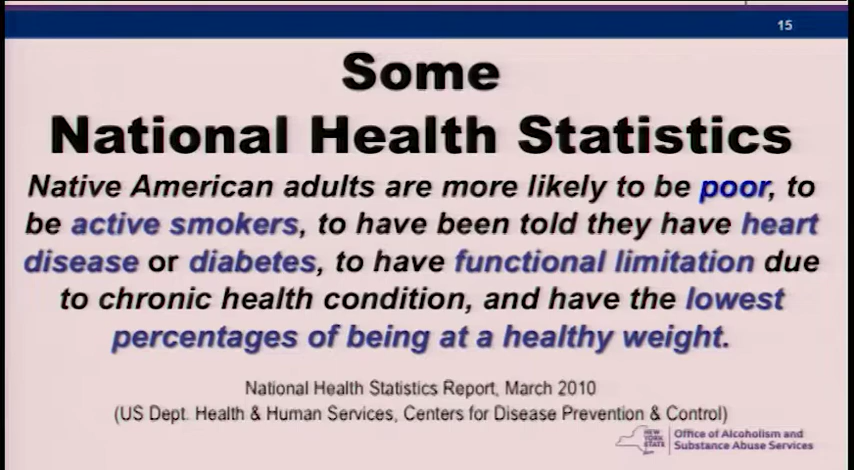 15
Some
National Health Statistics
Native American adults are more likely to be poor, to
be active smokers, to have been told they have heart
disease or diabetes, to have functional limitation due
to chronic health condition, and have the lowest
percentages of being at a healthy weight.
National Health Statistics Report, March 2010
(US Dept. Health & Human Services, Centers for Disease Prevention & Control)
NEW YORK STATE
Office of Alcoholism and
Substance Abuse Services